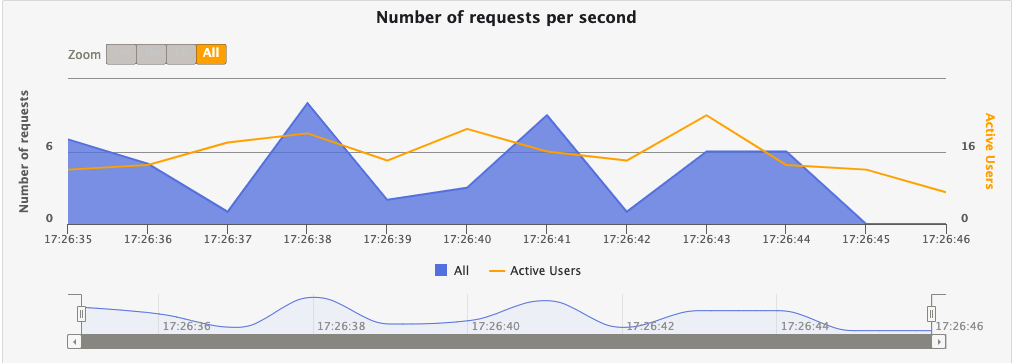 Number of requests per second
Zoom All
Number of requests
Active Users
6 16
0 0
17:26:35 17:26:36 17:26:37 17:26:38 17:26:39 17:26:40 17:26:41 17:26:42 17:26:43 17:26:44 17:26:45 17:26:46
All Active Users
17:26:36 17:26:38 17:26:40 17:26:42 17:26:44 17:26:46